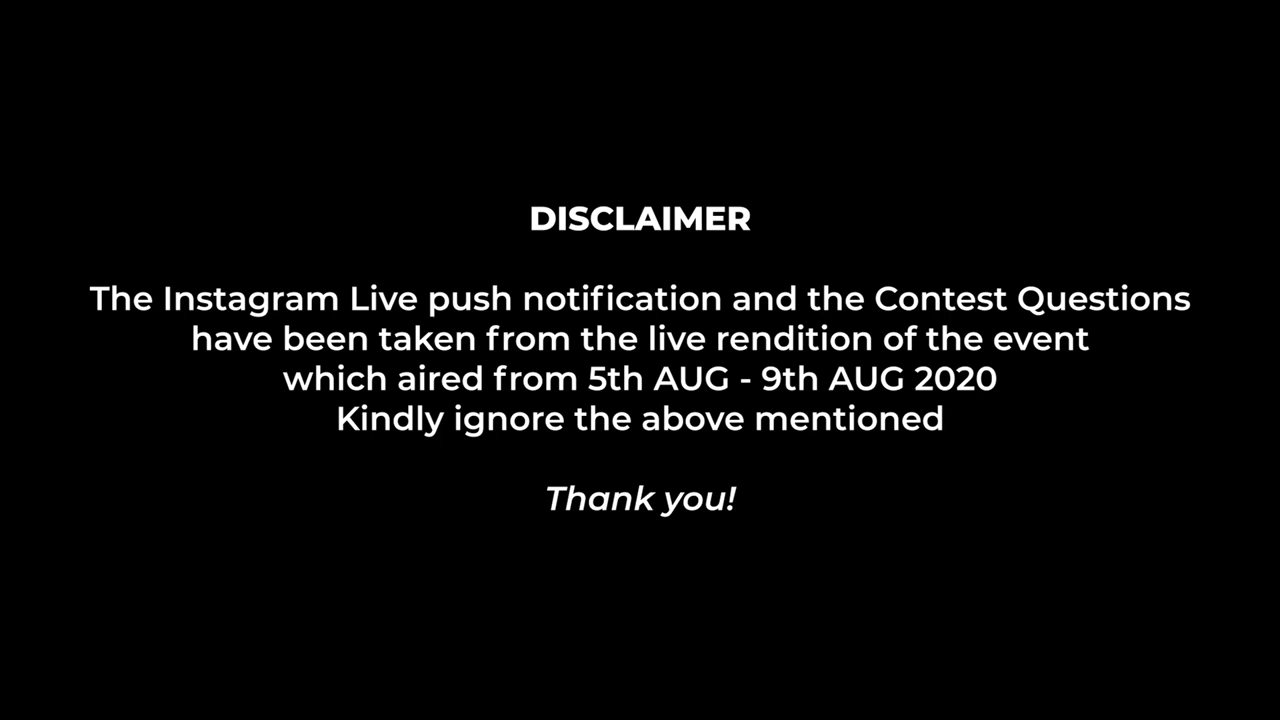 DISCLAIMER
The Instagram Live push notification and the Contest Questions
have been taken from the live rendition of the event
which aired from 5th AUG - 9th AUG 2020
Kindly ignore the above mentioned
Thank you!